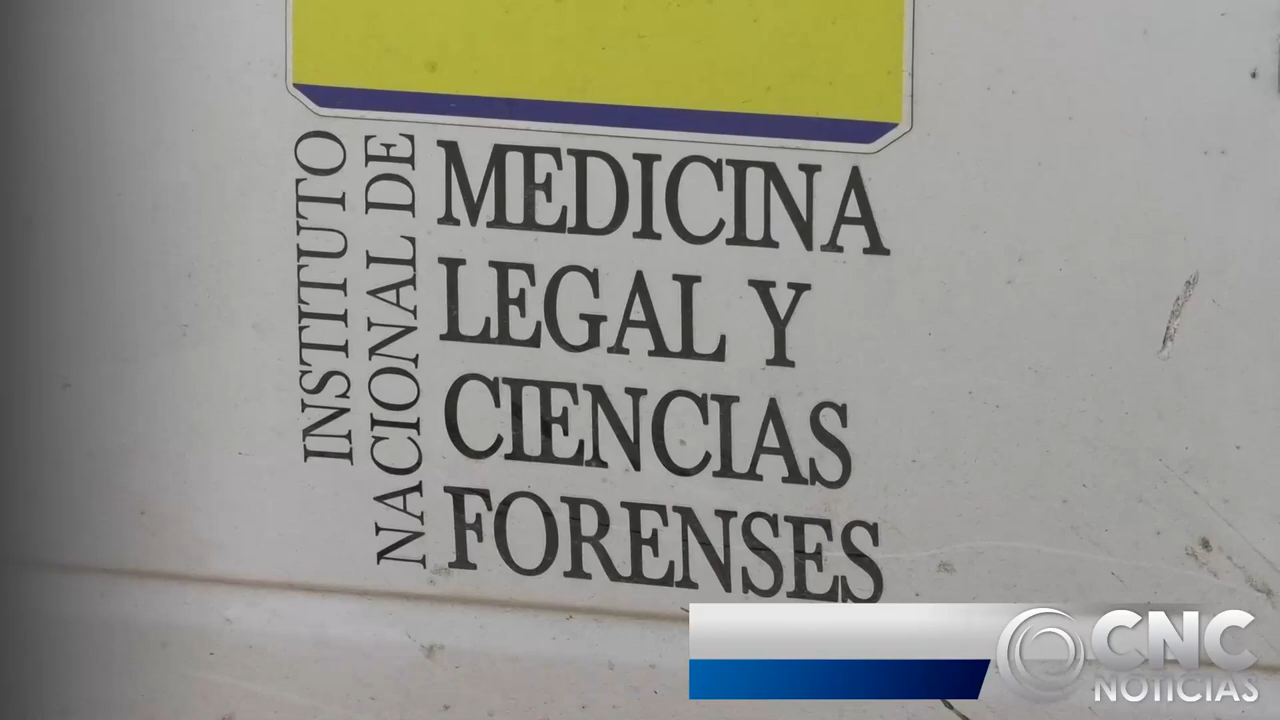 INSTITUTO
NACIONAL DE
MEDICINA
LEGAL Y
CIENCIAS
FORENSES
CNC
NOTICIAS